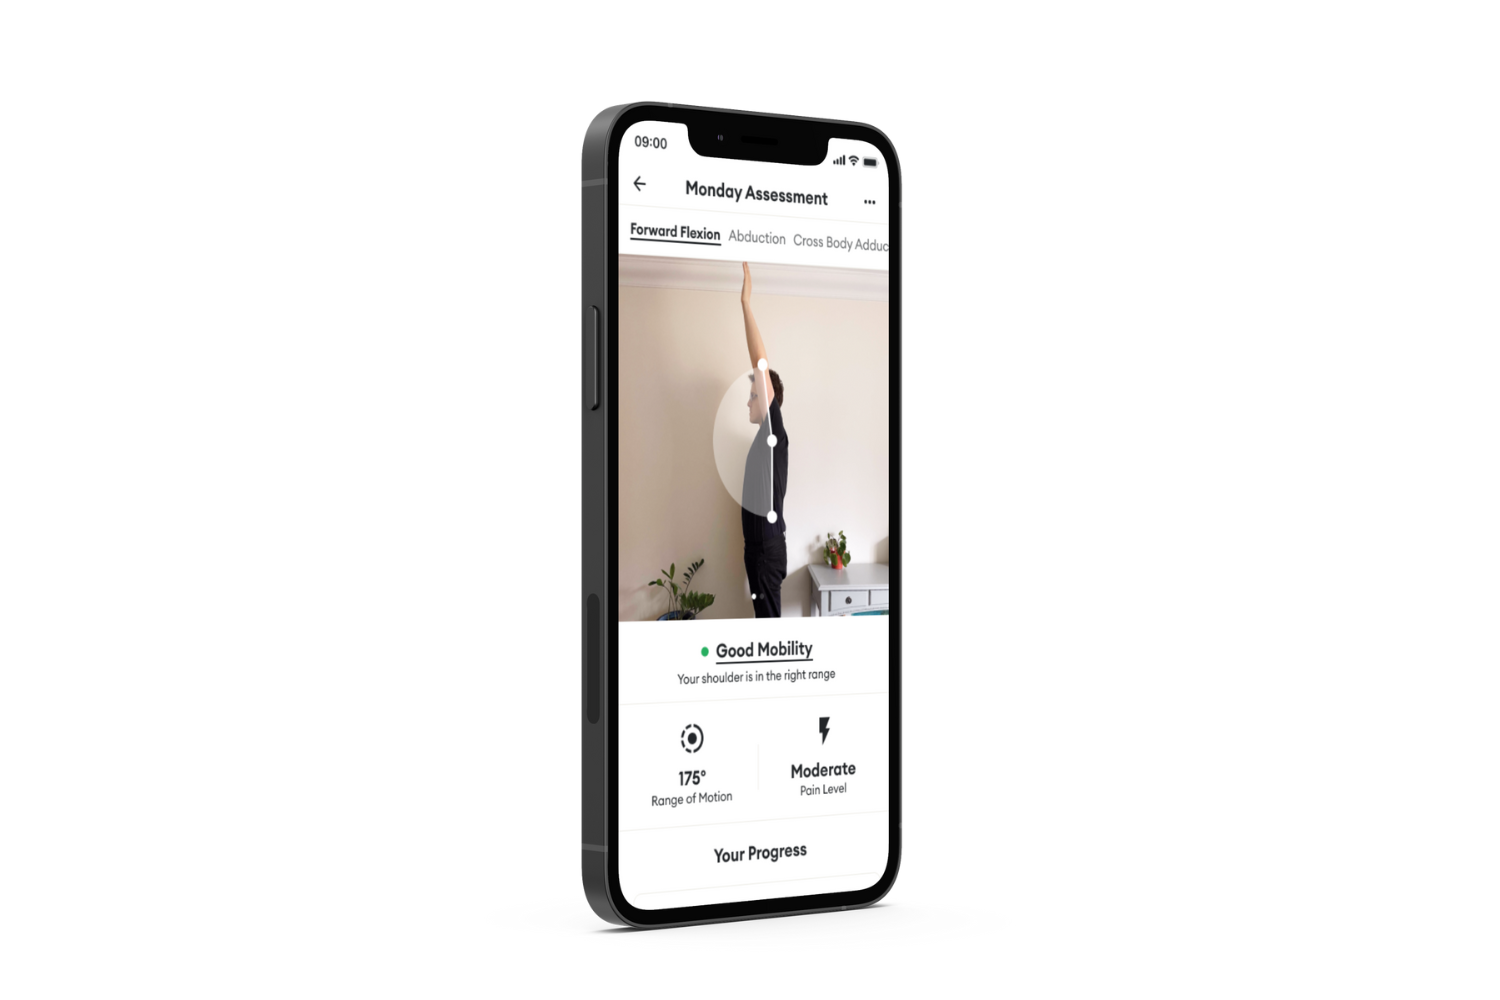 09:00
Monday Assessment
Forward Flexion Abduction Cross Body Adduc
Good Mobility
Your shoulder is in the right range
175°
Range of Motion
Moderate
Pain Level
Your Progress